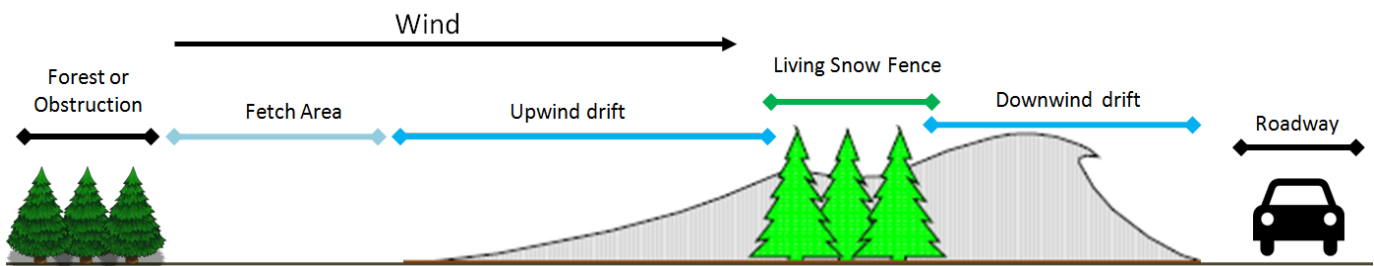 Wind
Forest or
Obstruction
Fetch Area
Upwind drift
Living Snow Fence
Downwind drift
Roadway